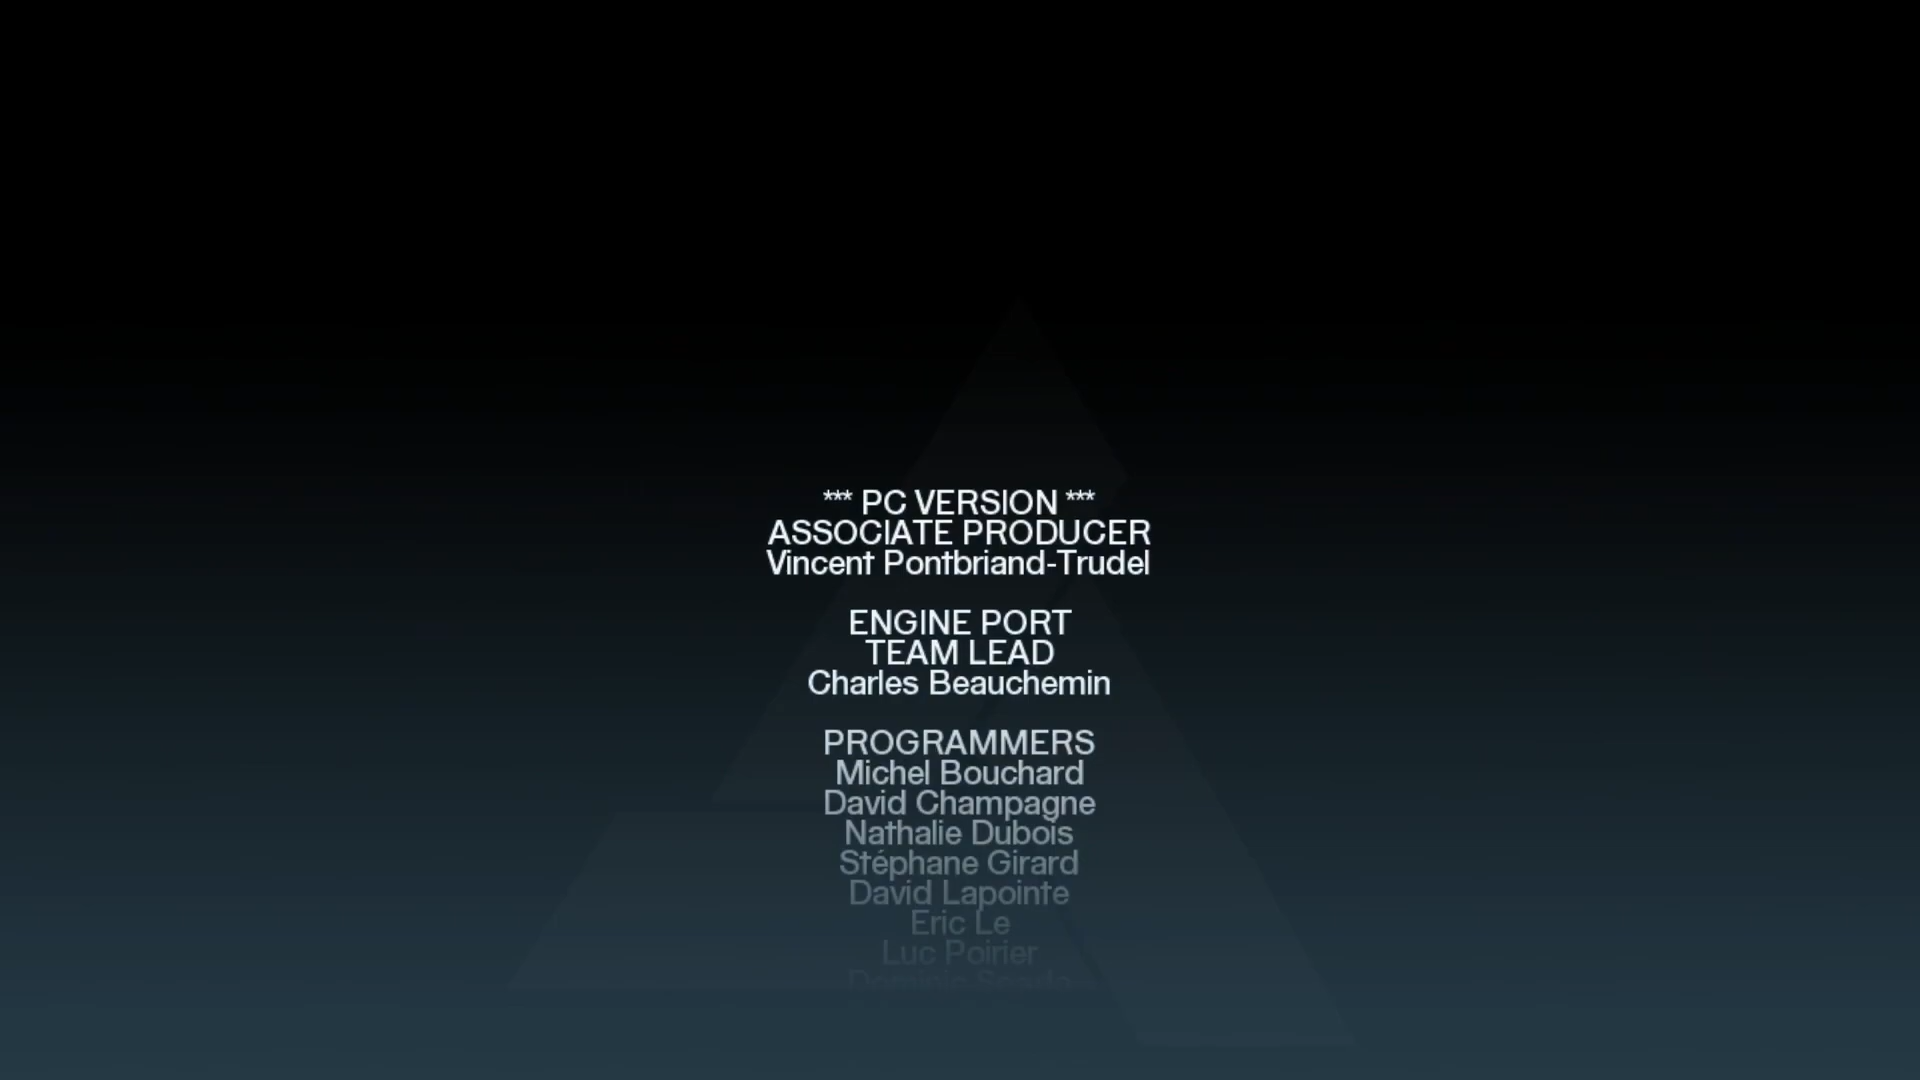 *** PC VERSION ***
ASSOCIATE PRODUCER
Vincent Pontbriand-Trudel
ENGINE PORT
TEAM LEAD
Charles Beauchemin
PROGRAMMERS
Michel Bouchard
David Champagne
Nathalie Dubois
Stéphane Girard
David Lapointe
Eric Le
Luc Poirier
Dominic